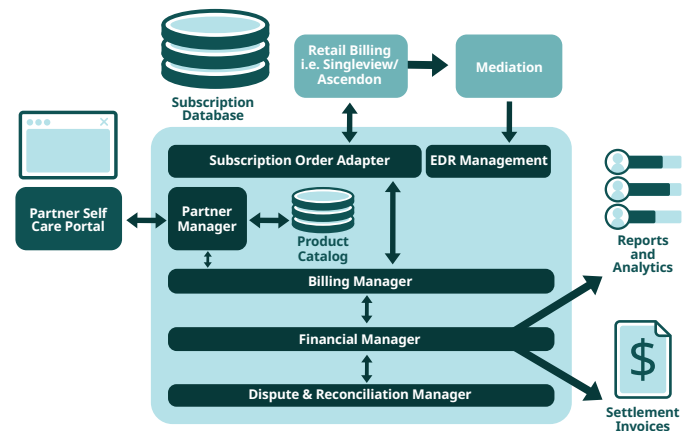 Subscription
Database
Retail Billing
i.e. Singleview/
Ascendon
Mediation
Subscription Order Adapter
EDR Management
Partner Self
Care Portal
Partner
Manager
Product
Catalog
Reports
and
Analytics
Billing Manager
Financial Manager
$
Dispute & Reconciliation Manager
Settlement
Invoices